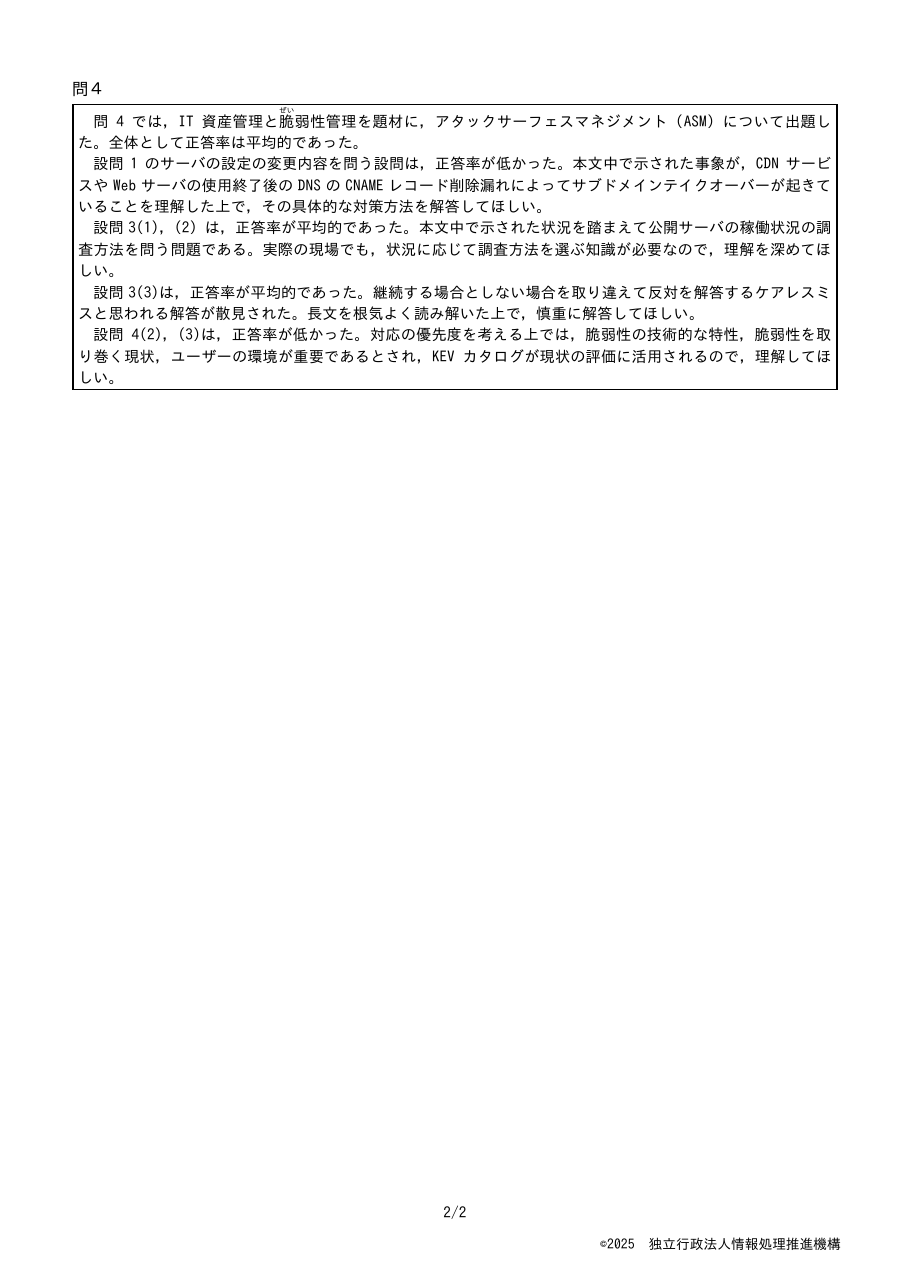 問4
ぜい
問 4 では，IT 資産管理と脆弱性管理を題材に，アタックサーフェスマネジメント（ASM）について出題し
た。全体として正答率は平均的であった。
設問 1 のサーバの設定の変更内容を問う設問は，正答率が低かった。本文中で示された事象が，CDN サービ
スや Web サーバの使用終了後の DNS の CNAME レコード削除漏れによってサブドメインテイクオーバーが起きて
いることを理解した上で，その具体的な対策方法を解答してほしい。
設問 3(1)，(2) は，正答率が平均的であった。本文中で示された状況を踏まえて公開サーバの稼働状況の調
査方法を問う問題である。実際の現場でも，状況に応じて調査方法を選ぶ知識が必要なので，理解を深めてほ
しい。
設問 3(3)は，正答率が平均的であった。継続する場合としない場合を取り違えて反対を解答するケアレスミ
スと思われる解答が散見された。長文を根気よく読み解いた上で，慎重に解答してほしい。
設問 4(2)，(3)は，正答率が低かった。対応の優先度を考える上では，脆弱性の技術的な特性，脆弱性を取
り巻く現状，ユーザーの環境が重要であるとされ，KEV カタログが現状の評価に活用されるので，理解してほ
しい。
2/2
©2025 独立行政法人情報処理推進機構